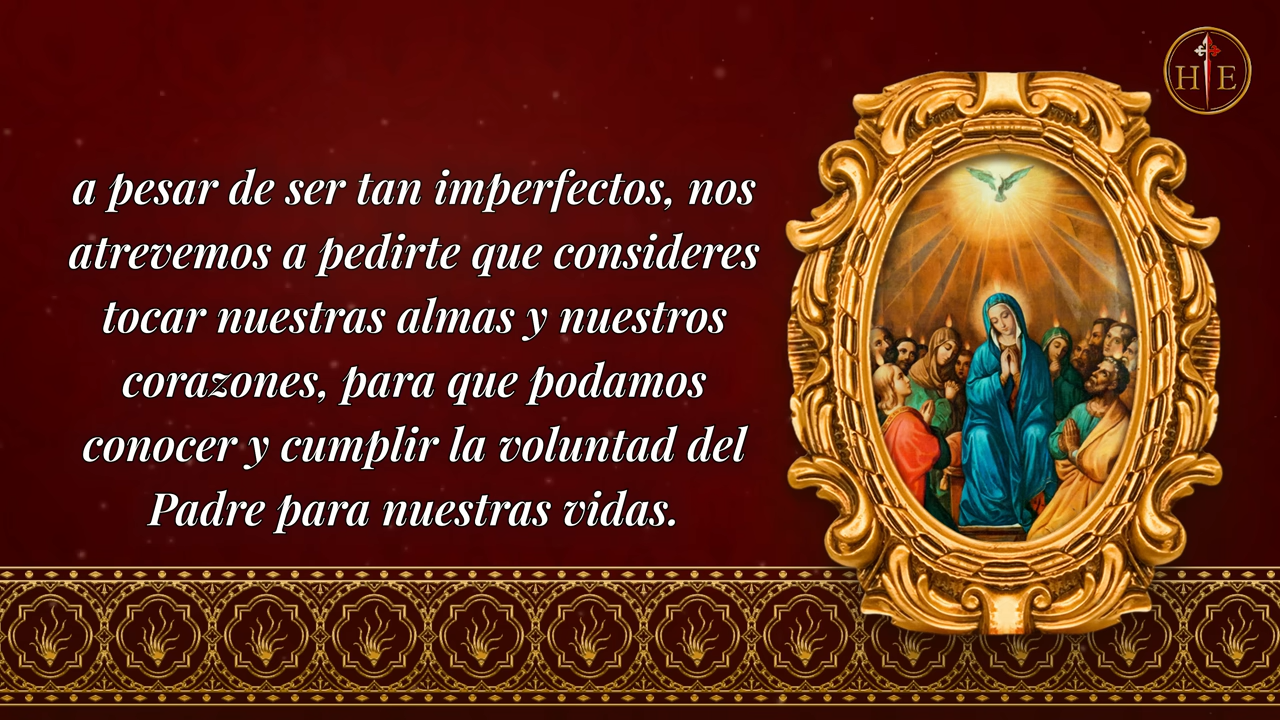 H E
a pesar de ser tan imperfectos, nos
atrevemos a pedirte que consideres
tocar nuestras almas y nuestros
corazones, para que podamos
conocer y cumplir la voluntad del
Padre para nuestras vidas.